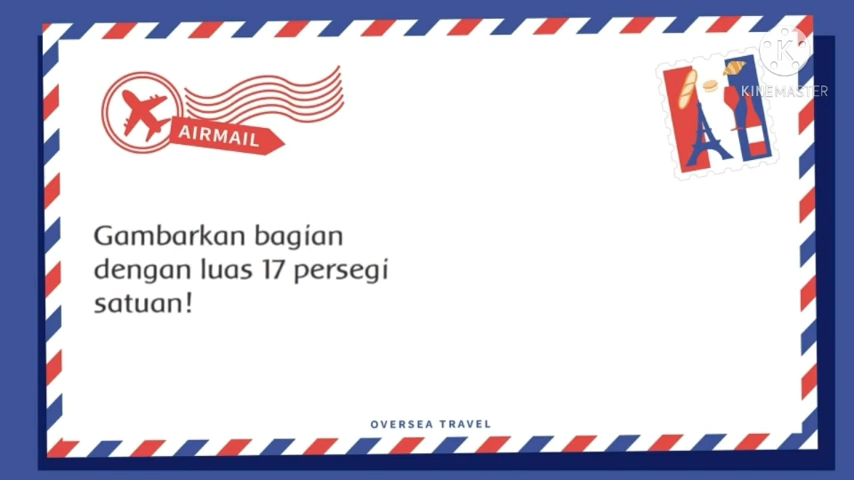 KINEMASTER
AIRMAIL
Gambarkan bagian
dengan luas 17 persegi
satuan!
OVERSEA TRAVEL